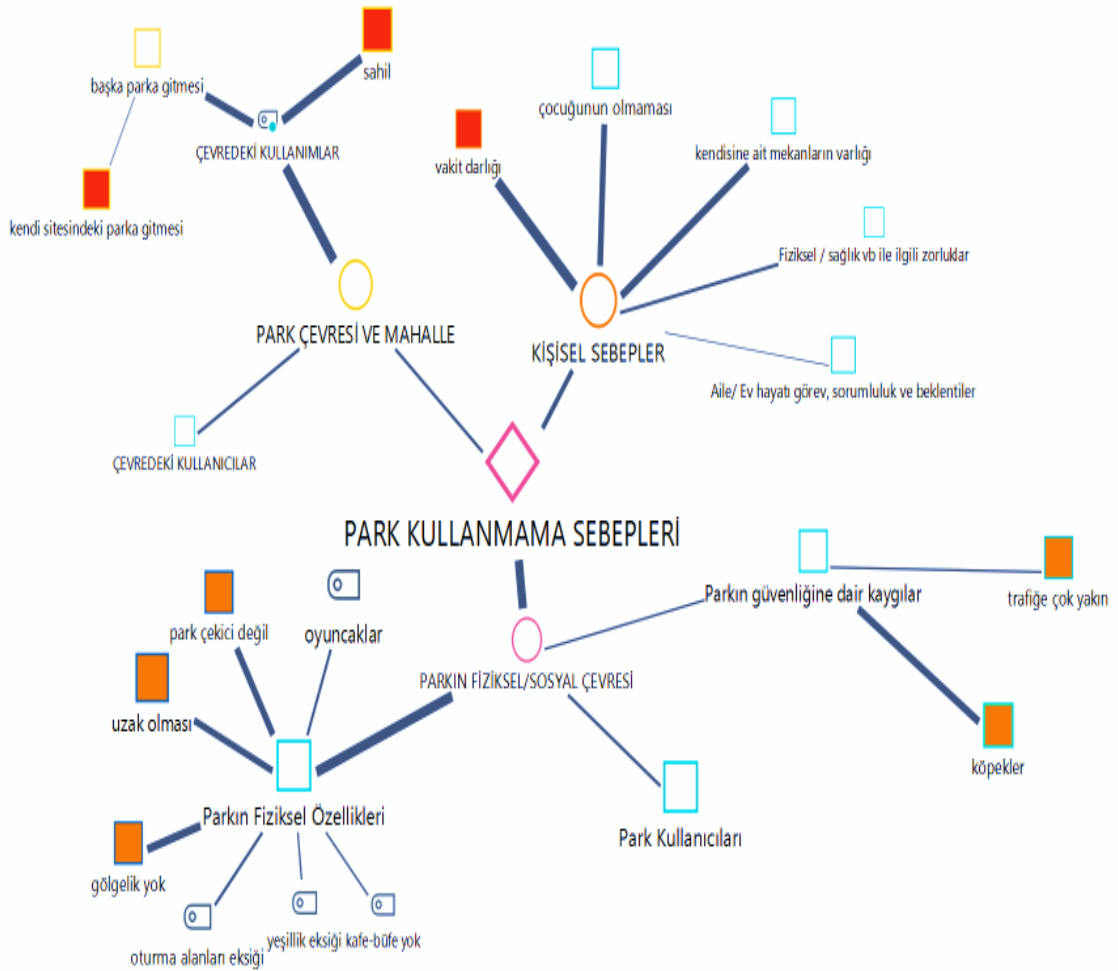 sahil
başka parka gitmesi
çocuğunun olmaması
ÇEVREDEKİ KULLANIMLAR
kendisine ait mekanların varlığı
vakit darlığı
kendi sitesindeki parka gitmesi
Fiziksel / sağlık vb ile ilgili zorluklar
PARK ÇEVRESİ VE MAHALLE
KİŞİSEL SEBEPLER
Aile/ Ev hayatı görev, sorumluluk ve beklentiler
ÇEVREDEKİ KULLANICILAR
PARK KULLANMAMA SEBEPLERİ
Parkın güvenliğine dair kaygılar
trafiğe çok yakın
park çekici değil
oyuncaklar
PARKIN FİZİKSEL/SOSYAL ÇEVRESİ
uzak olması
köpekler
Parkın Fiziksel Özellikleri
Park Kullanıcıları
gölgelik yok
yeşillik eksiği
kafe-büfe yok
oturma alanları eksiği